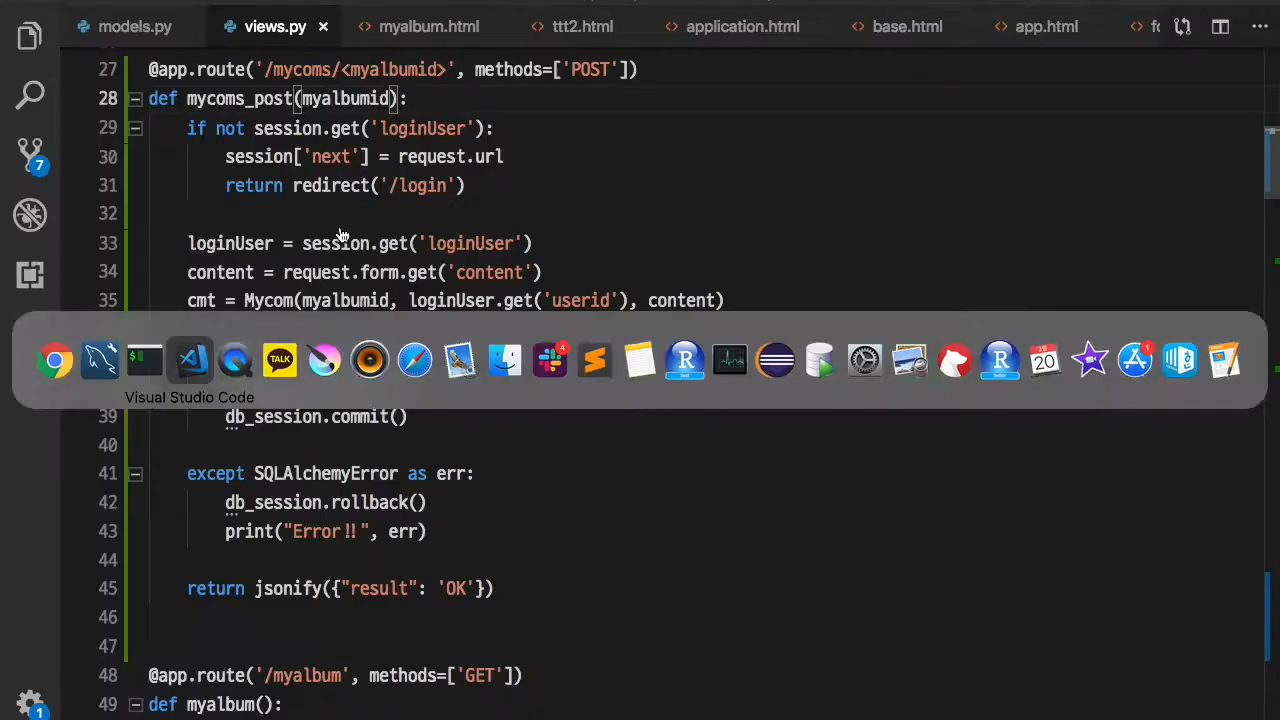 models.py views.py × <> myalbum.html <> ttt2.html <> application.html <> base.html <> app.html <>
27 @app.route('/mycoms/<myalbumid>', methods=['POST'])
28 def mycoms_post(myalbumid):
29 if not session.get('loginUser'):
30 session['next'] = request.url
31 return redirect('/login')
32
33 loginUser = session.get('loginUser')
34 content = request.form.get('content')
35 cmt = Mycom(myalbumid, loginUser.get('userid'), content)
TALK
4
R
R
20
1
Visual Studio Code
39 db_session.commit()
40
41 except SQLAlchemyError as err:
42 db_session.rollback()
43 print("Error!!", err)
44
45 return jsonify({"result": 'OK'})
46
47
48 @app.route('/myalbum', methods=['GET'])
49 def myalbum():
7
1